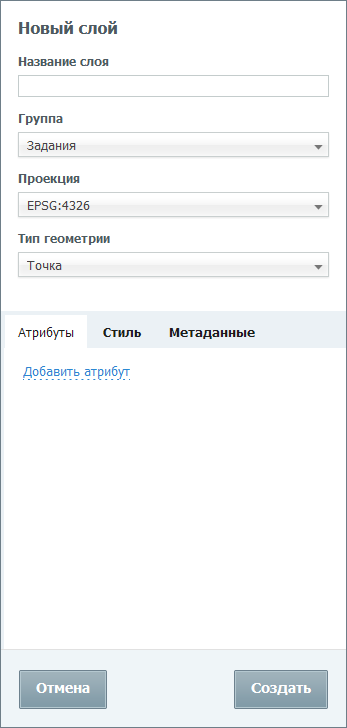 Новый слой
Название слоя
Группа
Задания
Проекция
EPSG:4326
Тип геометрии
Точка
Атрибуты Стиль Метаданные
Добавить атрибут
Отмена Создать